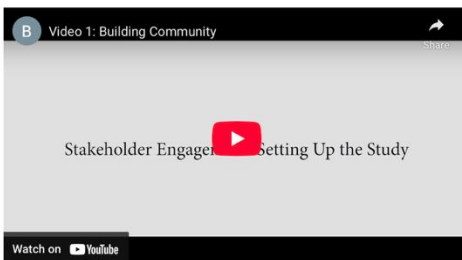 B Video 1: Building Community
Share
Stakeholder Setting Up the Study
Watch on YouTube